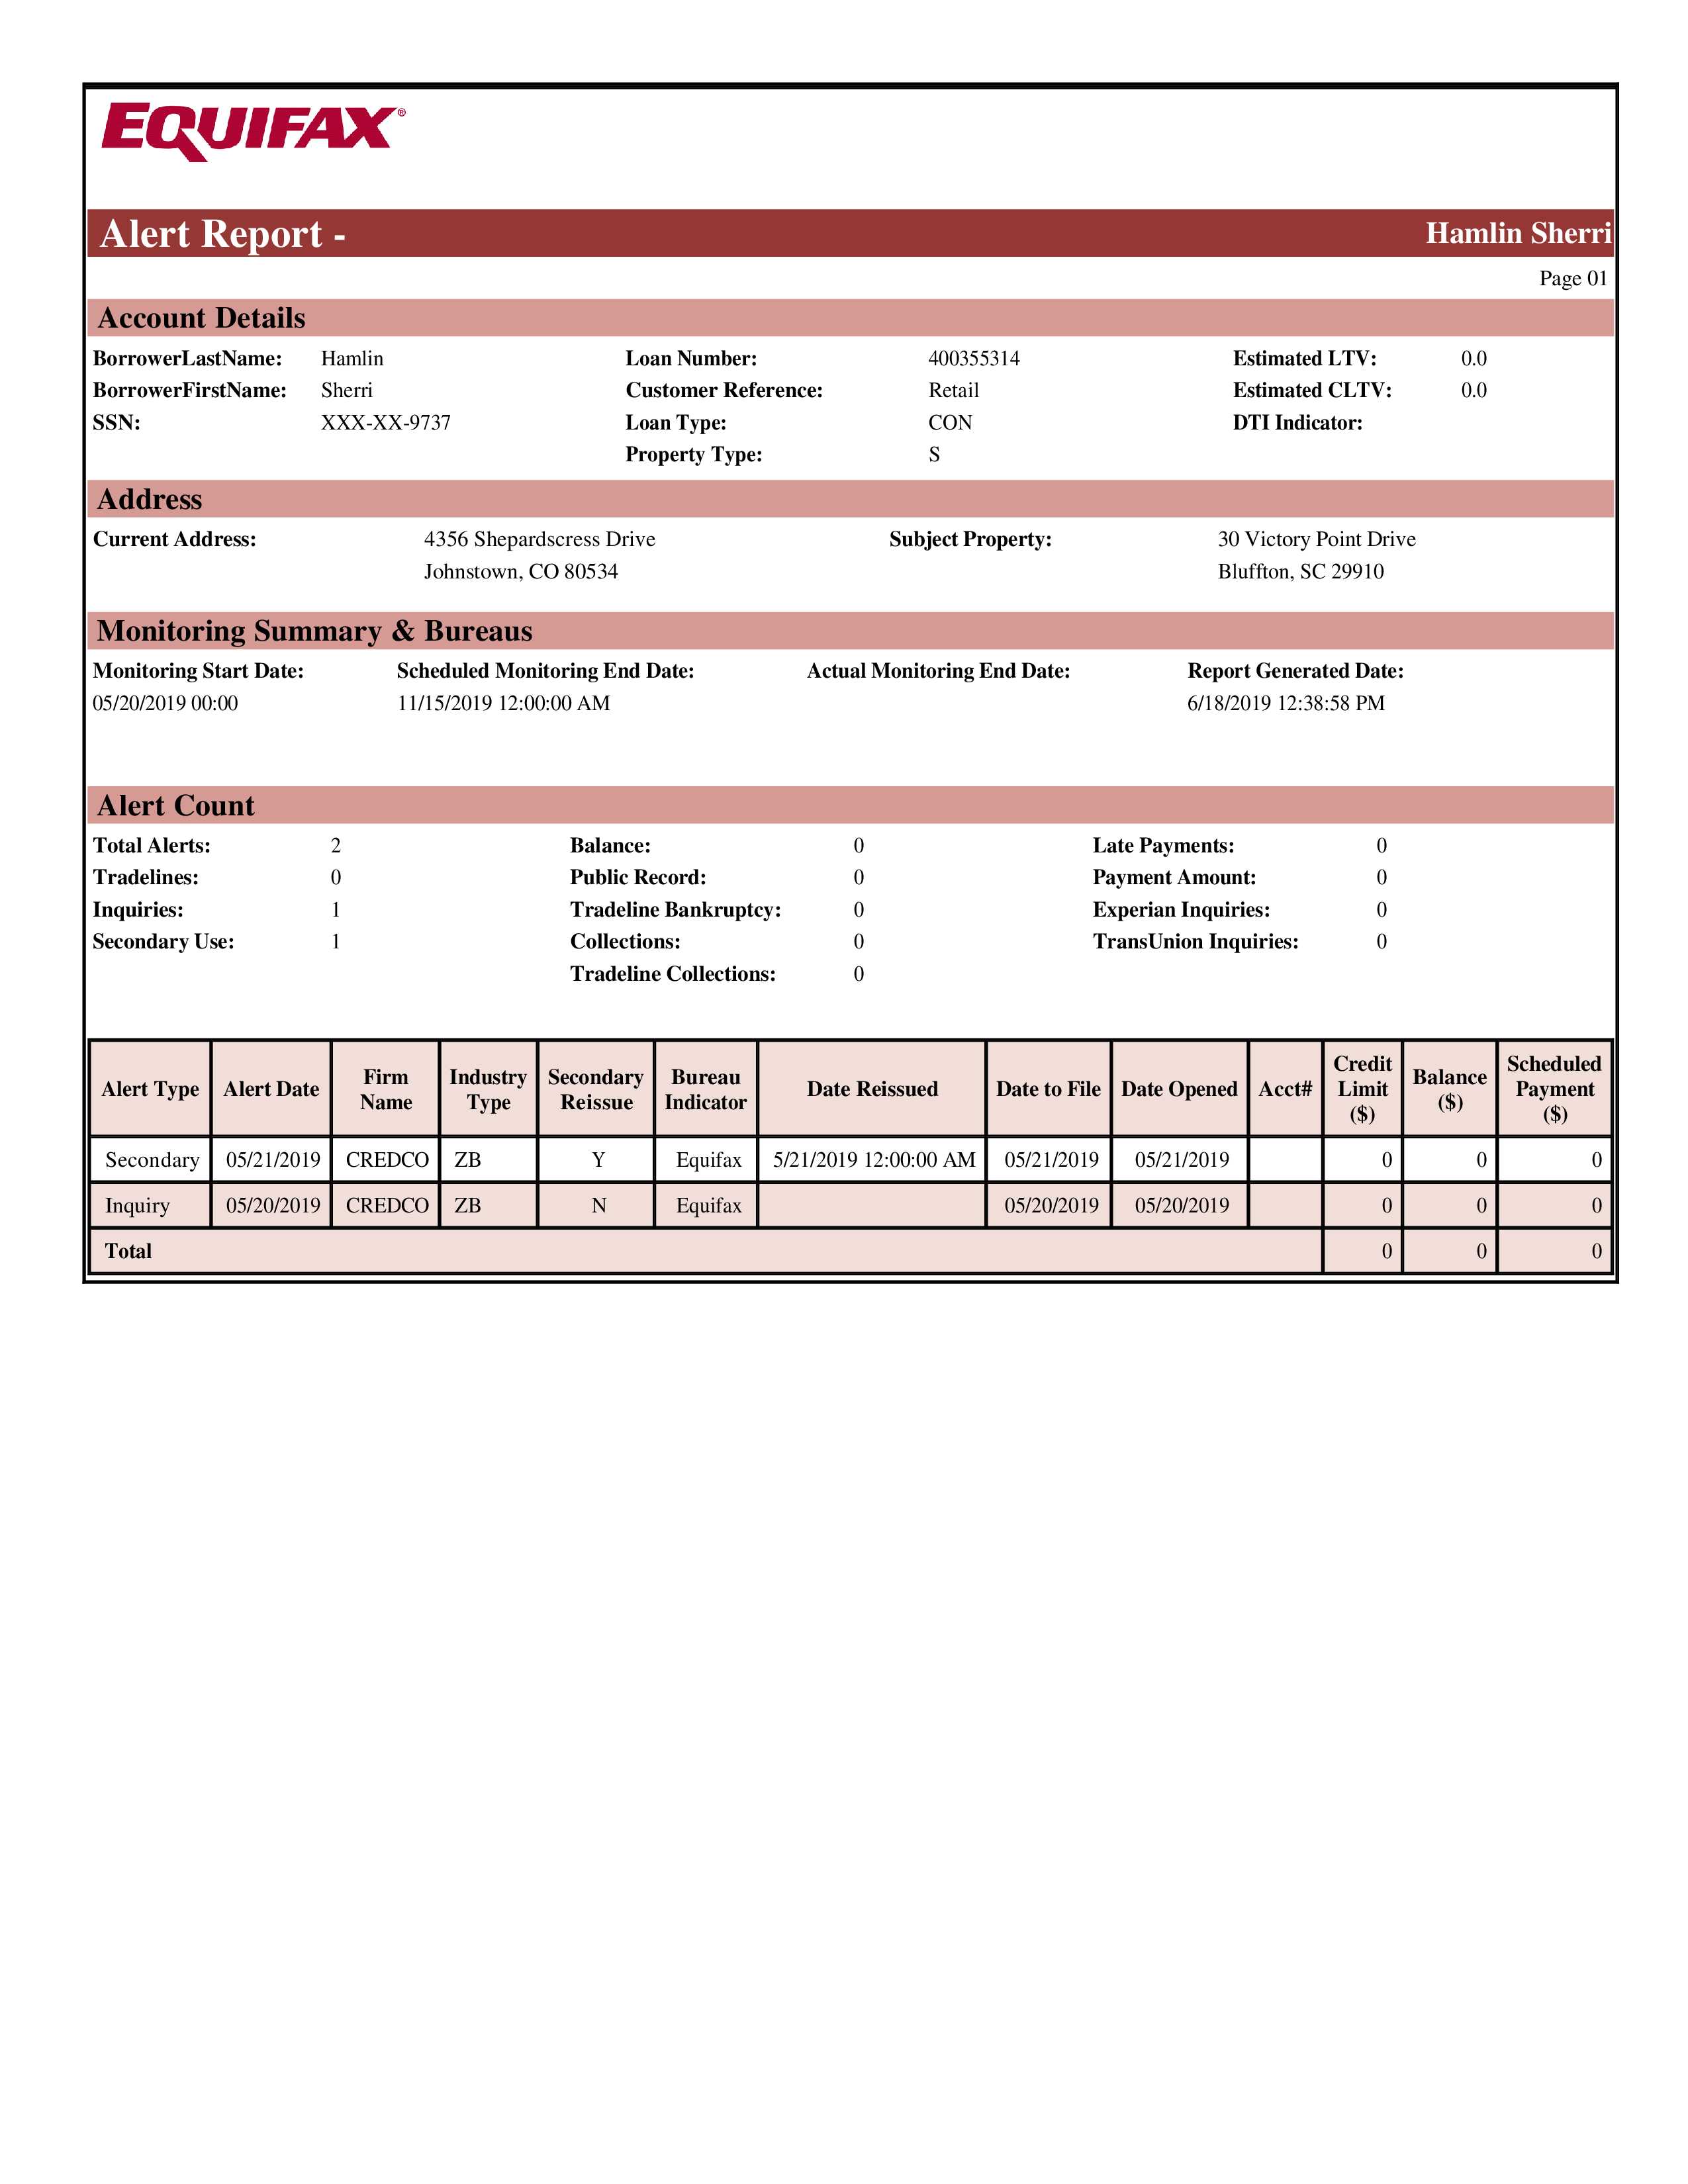 EQUIFAX®
Alert Report - Hamlin Sherri
Page 01
Account Details
BorrowerLastName: Hamlin Loan Number: 400355314 Estimated LTV: 0.0
BorrowerFirstName: Sherri Customer Reference: Retail Estimated CLTV: 0.0
SSN: XXX-XX-9737 Loan Type: CON DTI Indicator:
Property Type: S
Address
Current Address: 4356 Shepardscress Drive Subject Property: 30 Victory Point Drive
Johnstown, CO 80534 Bluffton, SC 29910
Monitoring Summary & Bureaus
Monitoring Start Date: Scheduled Monitoring End Date: Actual Monitoring End Date: Report Generated Date:
05/20/2019 00:00 11/15/2019 12:00:00 AM 6/18/2019 12:38:58 PM
Alert Count
Total Alerts: 2 Balance: 0 Late Payments: 0
Tradelines: 0 Public Record: 0 Payment Amount: 0
Inquiries: 1 Tradeline Bankruptcy: 0 Experian Inquiries: 0
Secondary Use: 1 Collections: 0 TransUnion Inquiries: 0
Tradeline Collections: 0
Alert Type Alert Date Firm Name Industry Type Secondary Reissue Bureau Indicator Date Reissued Date to File Date Opened Acct# Credit Limit ($) Balance ($) Scheduled Payment ($)
Secondary 05/21/2019 CREDCO ZB Y Equifax 5/21/2019 12:00:00 AM 05/21/2019 05/21/2019 0 0 0
Inquiry 05/20/2019 CREDCO ZB N Equifax 05/20/2019 05/20/2019 0 0 0
Total 0 0 0